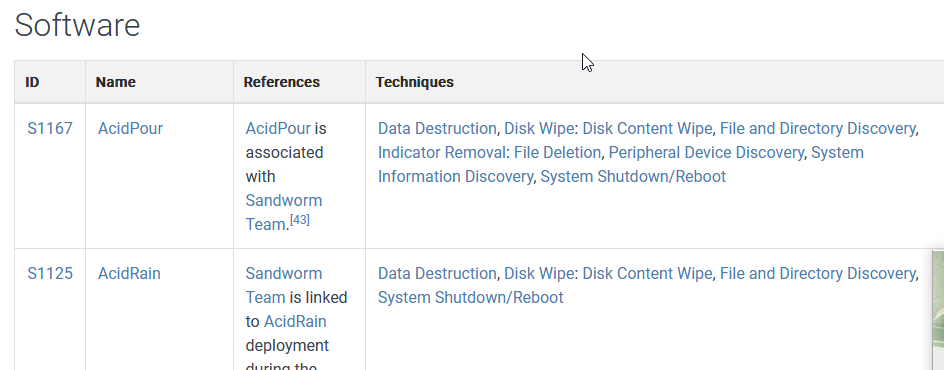 Software
ID Name References Techniques
S1167 AcidPour AcidPour is Data Destruction, Disk Wipe: Disk Content Wipe, File and Directory Discovery,
associated Indicator Removal: File Deletion, Peripheral Device Discovery, System
with Information Discovery, System Shutdown/Reboot
Sandworm
Team.[43]
S1125 AcidRain Sandworm Data Destruction, Disk Wipe: Disk Content Wipe, File and Directory Discovery,
Team is linked System Shutdown/Reboot
to AcidRain
deployment
during the